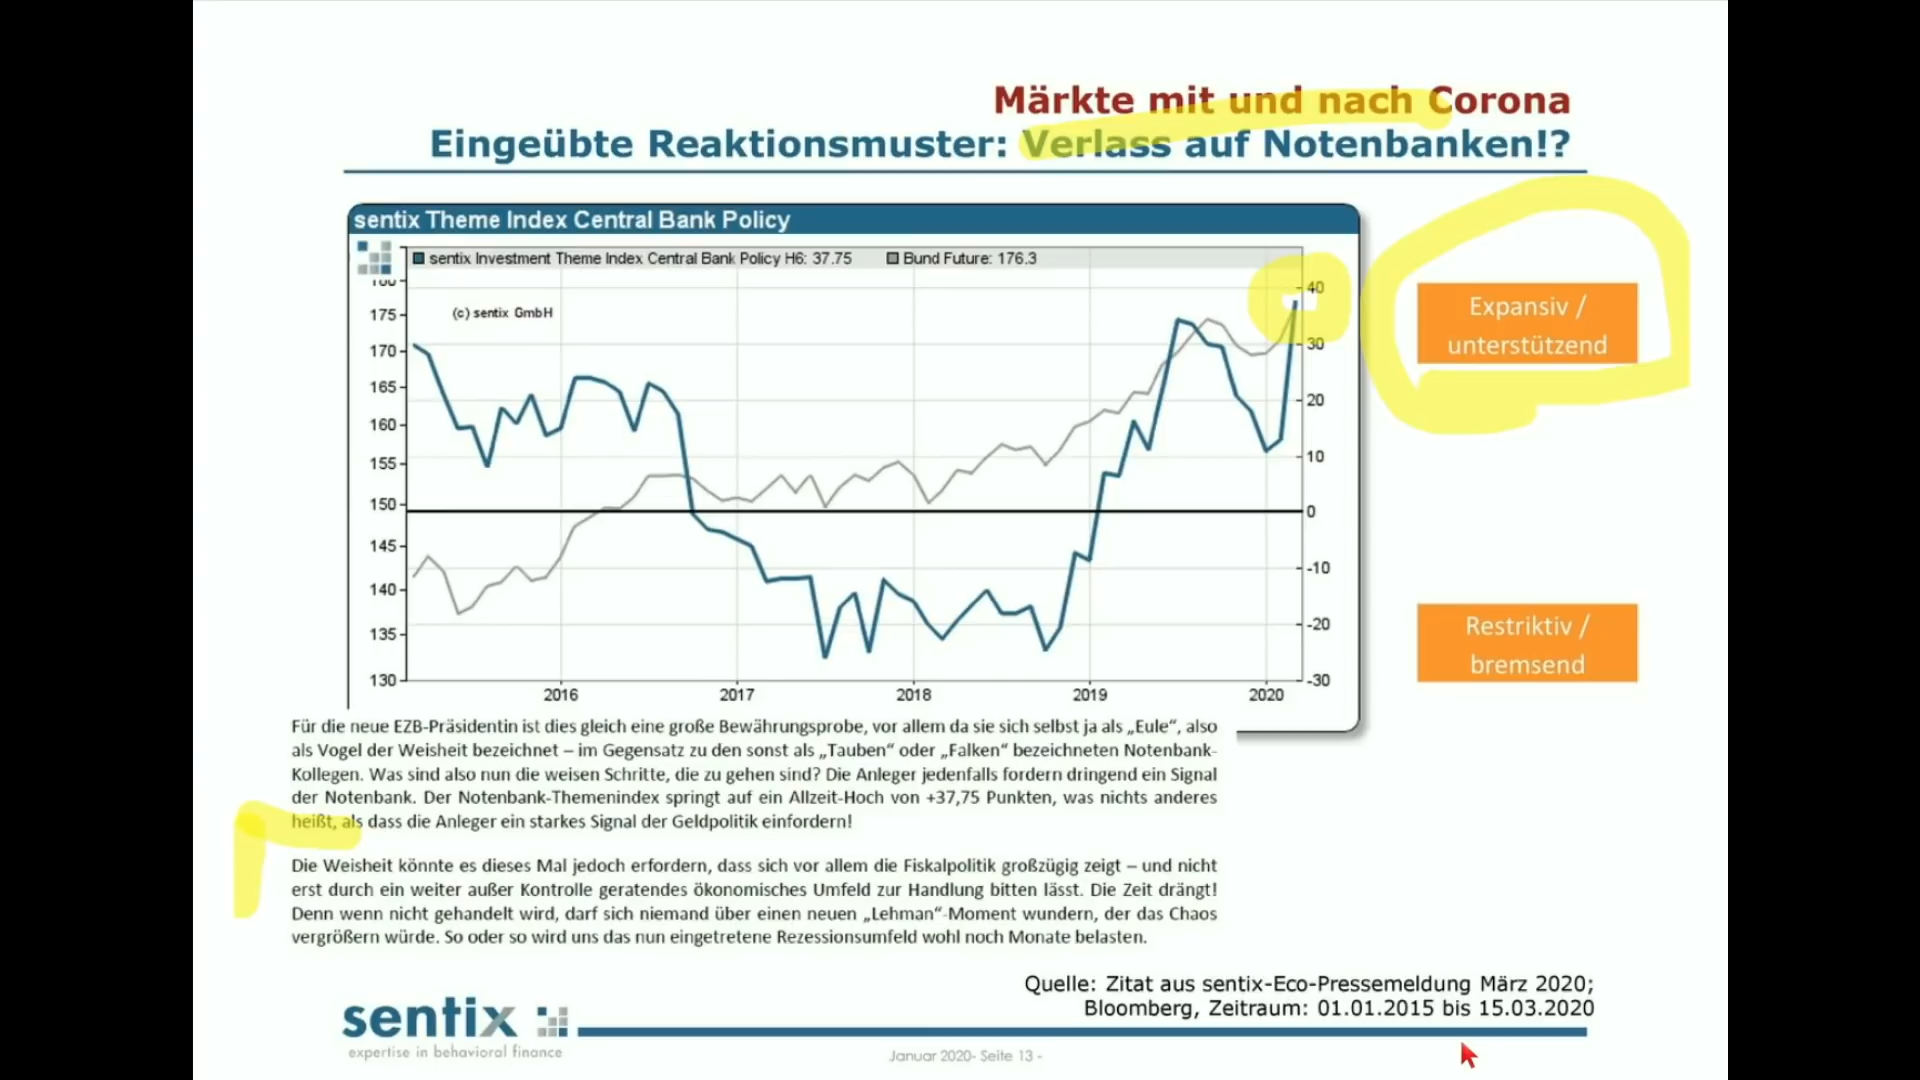 Märkte mit und nach Corona
Eingeübte Reaktionsmuster: Verlass auf Notenbanken!?
sentix Theme Index Central Bank Policy
sentix Investment Theme Index Central Bank Policy H6: 37.75 Bund Future: 176.3
(c) sentix GmbH
180
175
170
165
160
155
150
145
140
135
130
40
30
20
10
0
-10
-20
-30
2016 2017 2018 2019 2020
Expansiv /
unterstützend
Restriktiv /
bremsend
Für die neue EZB-Präsidentin ist dies gleich eine große Bewährungsprobe, vor allem da sie sich selbst ja als „Eule“, also
als Vogel der Weisheit bezeichnet – im Gegensatz zu den sonst als „Tauben“ oder „Falken“ bezeichneten Notenbank-
Kollegen. Was sind also nun die weisen Schritte, die zu gehen sind? Die Anleger jedenfalls fordern dringend ein Signal
der Notenbank. Der Notenbank-Themenindex springt auf ein Allzeit-Hoch von +37,75 Punkten, was nichts anderes
heißt, als dass die Anleger ein starkes Signal der Geldpolitik einfordern!
Die Weisheit könnte es dieses Mal jedoch erfordern, dass sich vor allem die Fiskalpolitik großzügig zeigt – und nicht
erst durch ein weiter außer Kontrolle geratendes ökonomisches Umfeld zur Handlung bitten lässt. Die Zeit drängt!
Denn wenn nicht gehandelt wird, darf sich niemand über einen neuen „Lehman“-Moment wundern, der das Chaos
vergrößern würde. So oder so wird uns das nun eingetretene Rezessionsumfeld wohl noch Monate belasten.
Quelle: Zitat aus sentix-Eco-Pressemeldung März 2020;
Bloomberg, Zeitraum: 01.01.2015 bis 15.03.2020
sentix
expertise in behavioral finance
Januar 2020- Seite 13 -